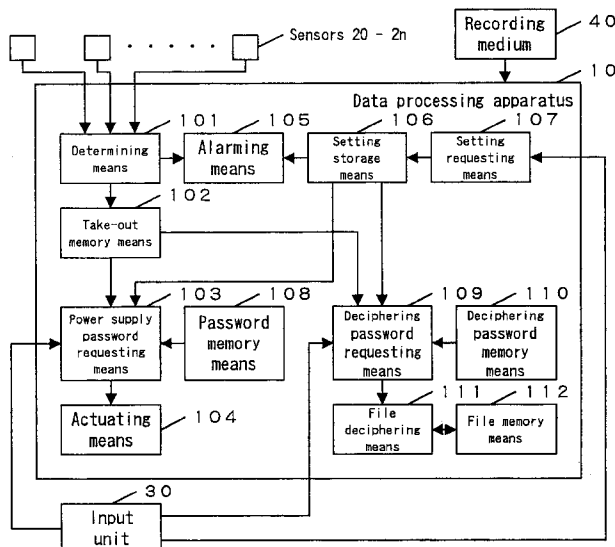 Sensors 20 - 2n
Recording
medium
40
10
Data processing apparatus
101
105
106
107
Determining
means
Alarming
means
Setting
storage
means
Setting
requesting
means
102
Take-out
memory means
103
108
109
110
Power supply
password
requesting
means
Password
memory
means
Deciphering
password
requesting
means
Deciphering
password
memory
means
104
111
112
Actuating
means
File
deciphering
means
File memory
means
30
Input
unit